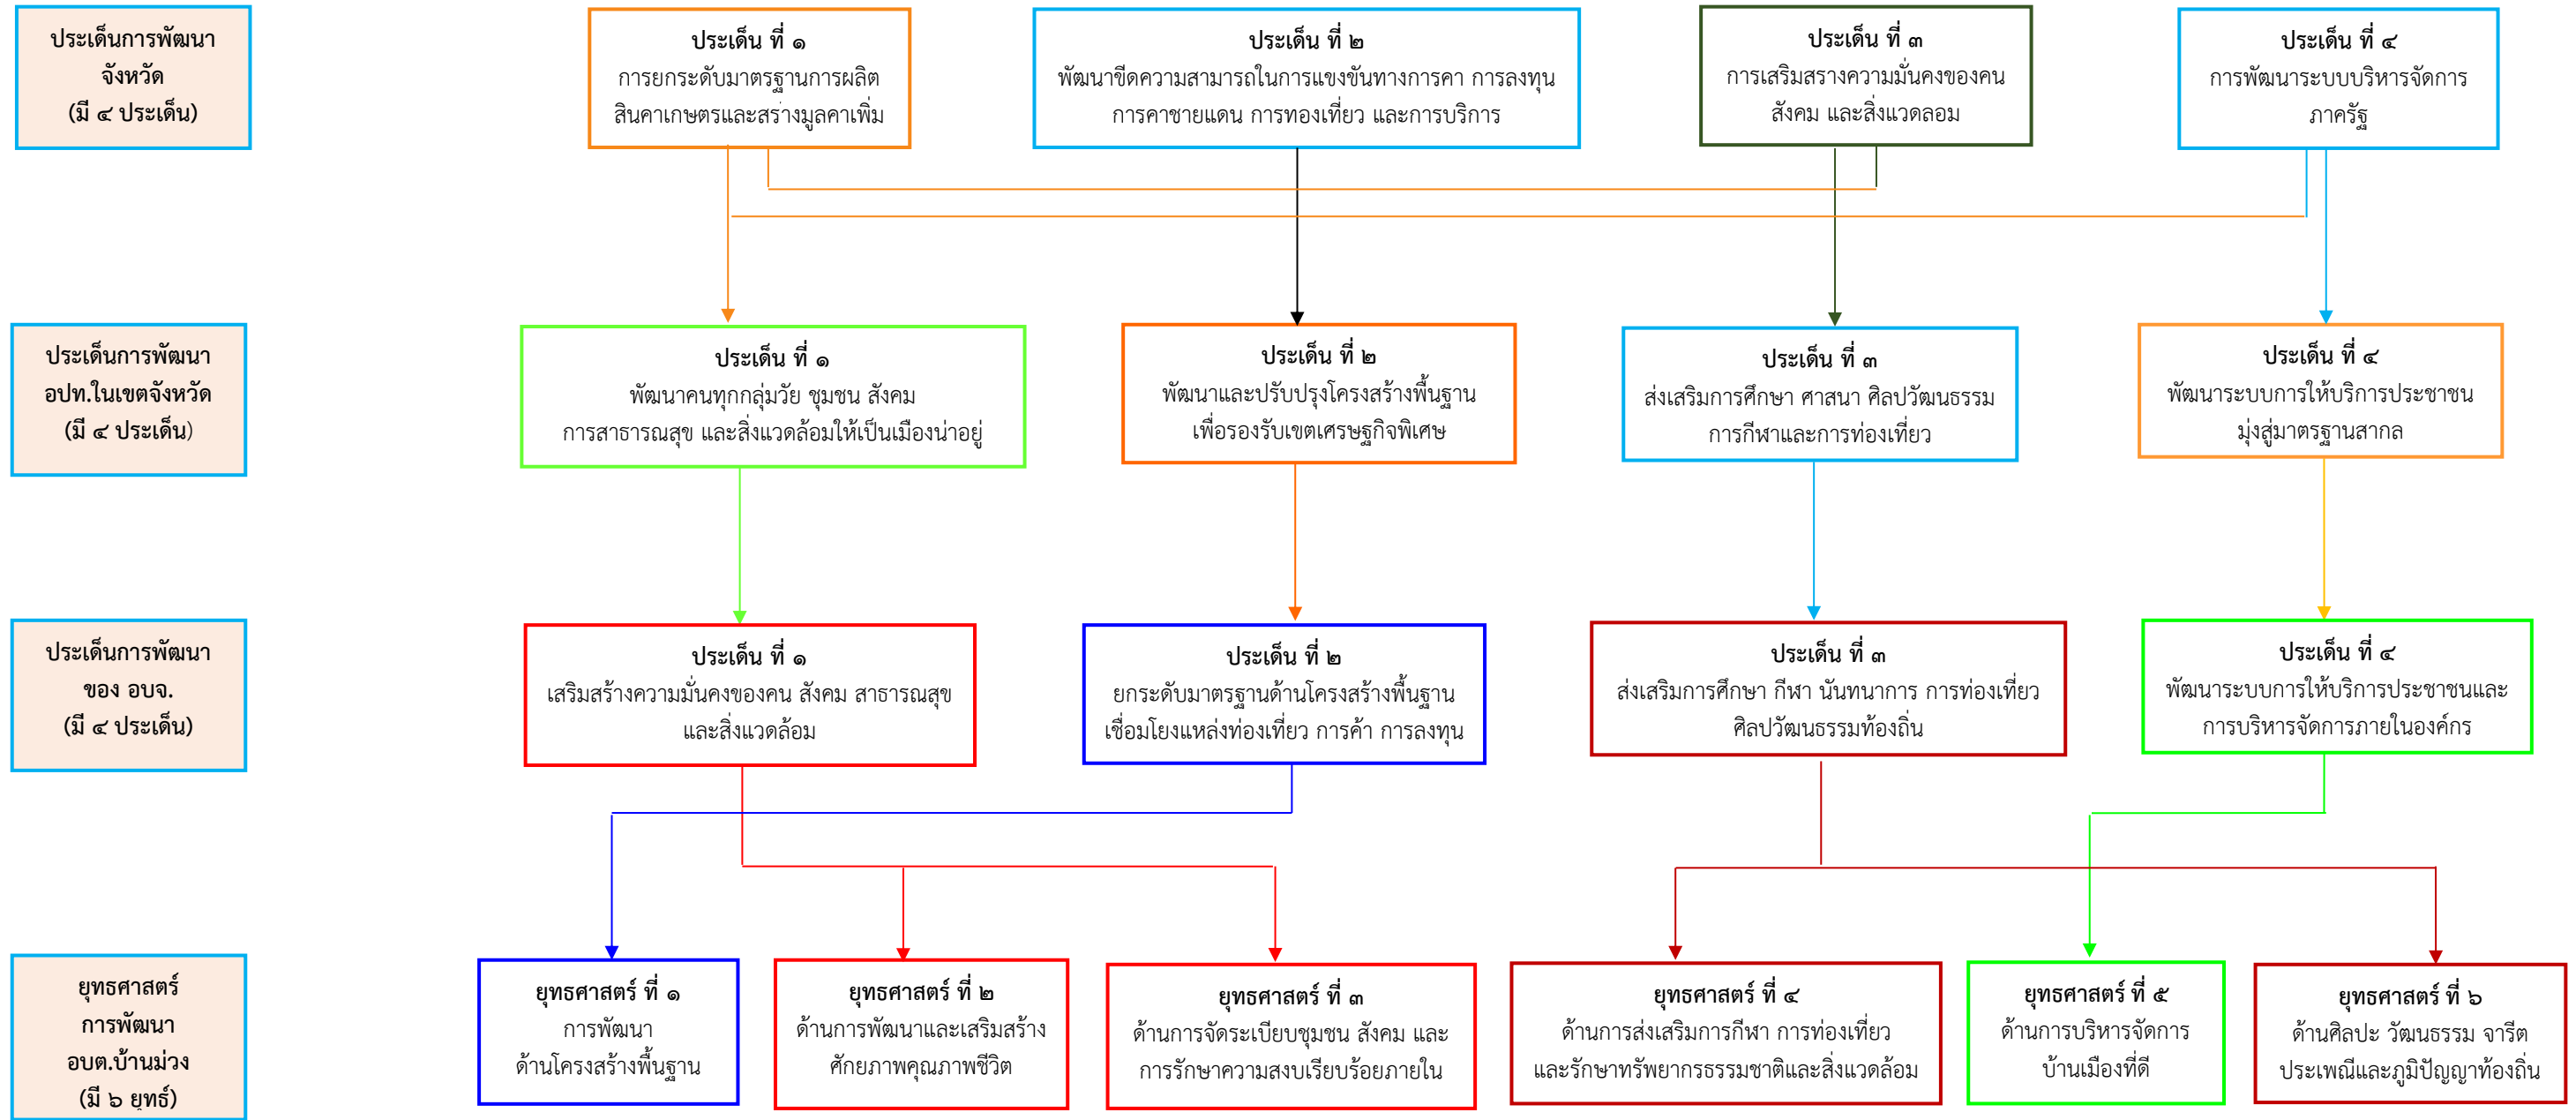 ประเด็นการพัฒนา
จังหวัด
(มี ๔ ประเด็น)
ประเด็น ที่ ๑
การยกระดับมาตรฐานการผลิต
สินคาเกษตรและสร่างมูลคาเพิ่ม
ประเด็น ที่ ๒
พัฒนาขีดความสามารถในการแขงขันทางการคา การลงทุน
การคาชายแดน การทองเที่ยว และการบริการ
ประเด็น ที่ ๓
การเสริมสรางความมั่นคงของคน
สังคม และสิ่งแวดลอม
ประเด็น ที่ ๔
การพัฒนาระบบบริหารจัดการ
ภาครัฐ
ประเด็นการพัฒนา
อปท.ในเขตจังหวัด
(มี ๔ ประเด็น)
ประเด็น ที่ ๑
พัฒนาคนทุกกลุ่มวัย ชุมชน สังคม
การสาธารณสุข และสิ่งแวดล้อมให้เป็นเมืองน่าอยู่
ประเด็น ที่ ๒
พัฒนาและปรับปรุงโครงสร้างพื้นฐาน
เพื่อรองรับเขตเศรษฐกิจพิเศษ
ประเด็น ที่ ๓
ส่งเสริมการศึกษา ศาสนา ศิลปวัฒนธรรม
การกีฬาและการท่องเที่ยว
ประเด็น ที่ ๔
พัฒนาระบบการให้บริการประชาชน
มุ่งสู่มาตรฐานสากล
ประเด็นการพัฒนา
ของ อบจ.
(มี ๔ ประเด็น)
ประเด็น ที่ ๑
เสริมสร้างความมั่นคงของคน สังคม สาธารณสุข
และสิ่งแวดล้อม
ประเด็น ที่ ๒
ยกระดับมาตรฐานด้านโครงสร้างพื้นฐาน
เชื่อมโยงแหล่งท่องเที่ยว การค้า การลงทุน
ประเด็น ที่ ๓
ส่งเสริมการศึกษา กีฬา นันทนาการ การท่องเที่ยว
ศิลปวัฒนธรรมท้องถิ่น
ประเด็น ที่ ๔
พัฒนาระบบการให้บริการประชาชนและ
การบริหารจัดการภายในองค์กร
ยุทธศาสตร์
การพัฒนา
อบต.บ้านม่วง
(มี ๖ ยุทธ์)
ยุทธศาสตร์ ที่ ๑
การพัฒนา
ด้านโครงสร้างพื้นฐาน
ยุทธศาสตร์ ที่ ๒
ด้านการพัฒนาและเสริมสร้าง
ศักยภาพคุณภาพชีวิต
ยุทธศาสตร์ ที่ ๓
ด้านการจัดระเบียบชุมชน สังคม และ
การรักษาความสงบเรียบร้อยภายใน
ยุทธศาสตร์ ที่ ๔
ด้านการส่งเสริมการกีฬา การท่องเที่ยว
และรักษาทรัพยากรธรรมชาติและสิ่งแวดล้อม
ยุทธศาสตร์ ที่ ๕
ด้านการบริหารจัดการ
บ้านเมืองที่ดี
ยุทธศาสตร์ ที่ ๖
ด้านศิลปะ วัฒนธรรม จารีต
ประเพณีและภูมิปัญญาท้องถิ่น